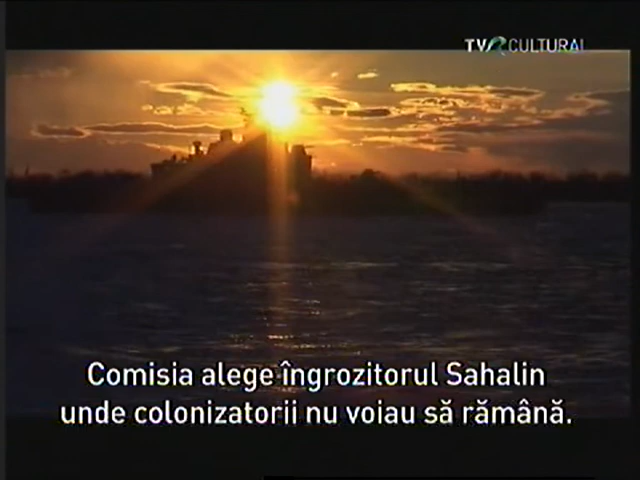 TVR CULTURAL
Comisia alege îngrozitorul Sahalin
unde colonizatorii nu voiau să rămână.